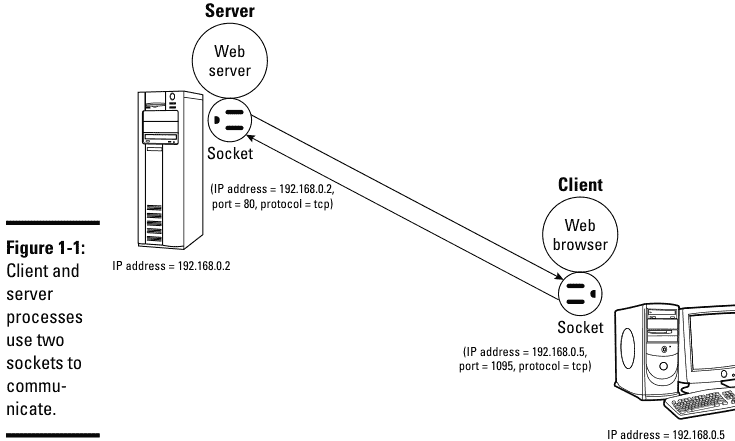 Server
Web
server
Socket
(IP address = 192.168.0.2,
port = 80, protocol = tcp)
IP address = 192.168.0.2
Client
Web
browser
Socket
(IP address = 192.168.0.5,
port = 1095, protocol = tcp)
IP address = 192.168.0.5
Figure 1-1:
Client and
server
processes
use two
sockets to
commu-
nicate.